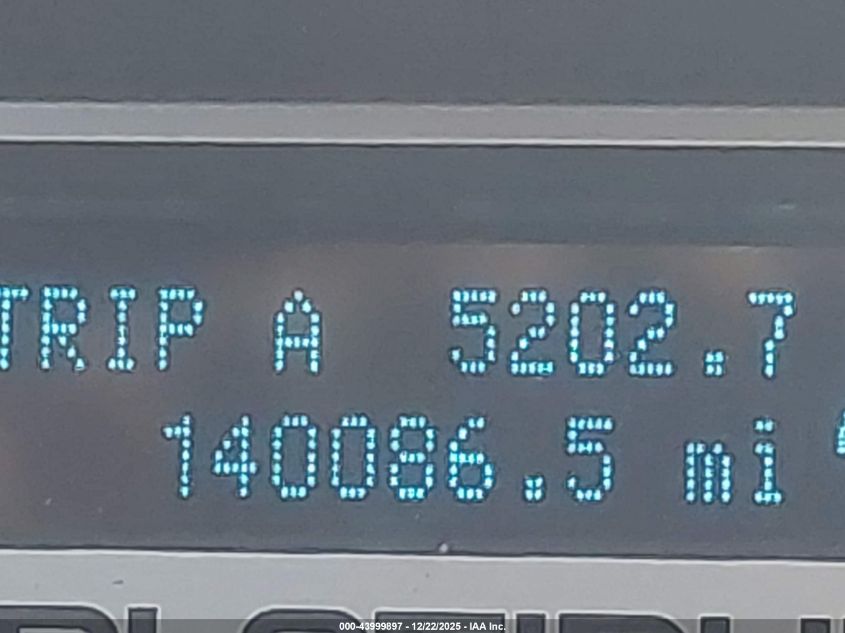 TRIP A 5202.7
140086.5 mi
000-43999897 - 12/22/2025 - IAA Inc.